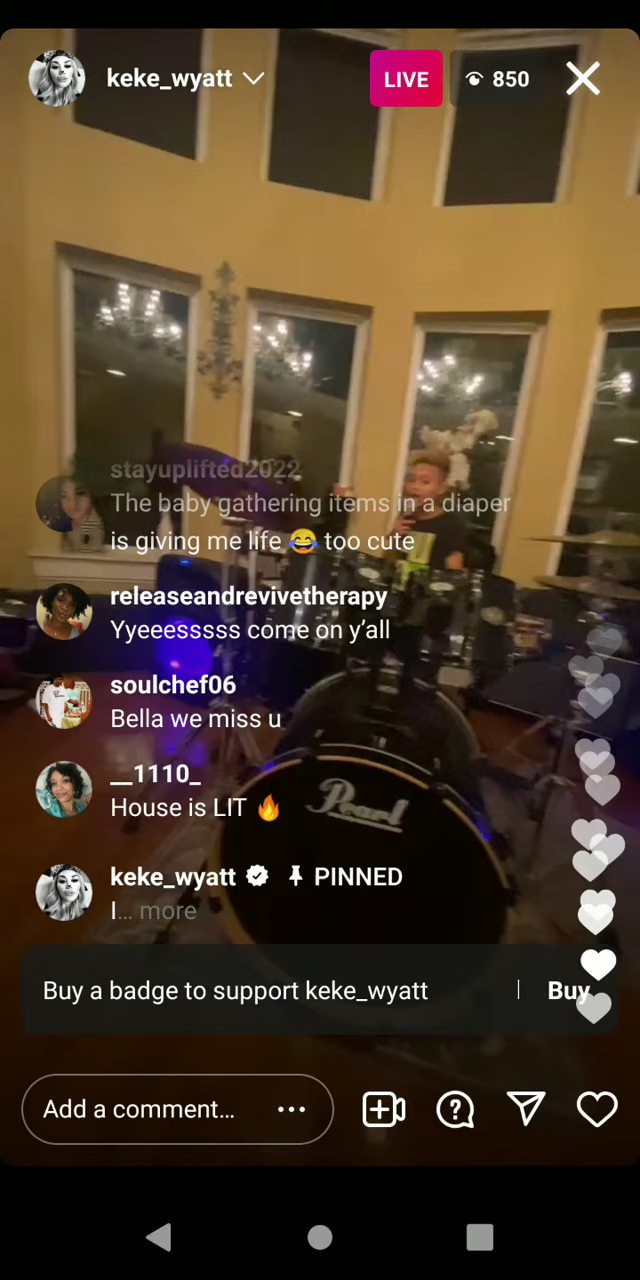 keke_wyatt
LIVE
850
stayuplifted2022
The baby gathering items in a diaper
is giving me life 😂 too cute
releaseandrevivetherapy
Yyeeesssss come on y’all
soulchef06
Bella we miss u
__1110_
House is LIT 🔥
Pearl
keke_wyatt PINNED
I... more
Buy a badge to support keke_wyatt | Buy
Add a comment...